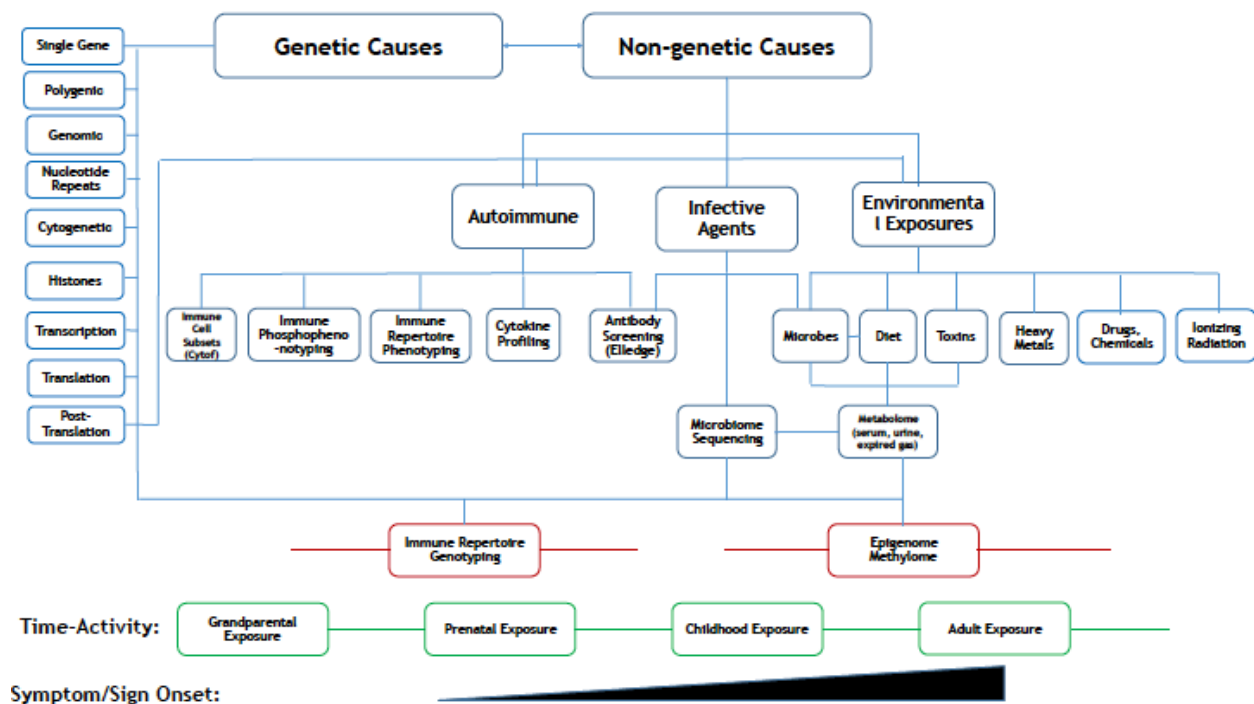 Single Gene
Genetic Causes
Non-genetic Causes
Polygenic
Genomic
Nucleotide
Repeats
Cytogenetic
Histones
Transcription
Translation
Post-
Translation
Autoimmune
Infective
Agents
Environmenta
l Exposures
Immune
Cell
Subsets
(Cytof)
Immune
Phosphopheno
-notyping
Immune
Repertoire
Phenotyping
Cytokine
Profiling
Antibody
Screening
(Elledge)
Microbes
Diet
Toxins
Heavy
Metals
Drugs,
Chemicals
Ionizing
Radiation
Microbiome
Sequencing
Metabolome
(serum, urine,
expired gas)
Immune Repertoire
Genotyping
Epigenome
Methylome
Time-Activity:
Grandparental
Exposure
Prenatal Exposure
Childhood Exposure
Adult Exposure
Symptom/Sign Onset: